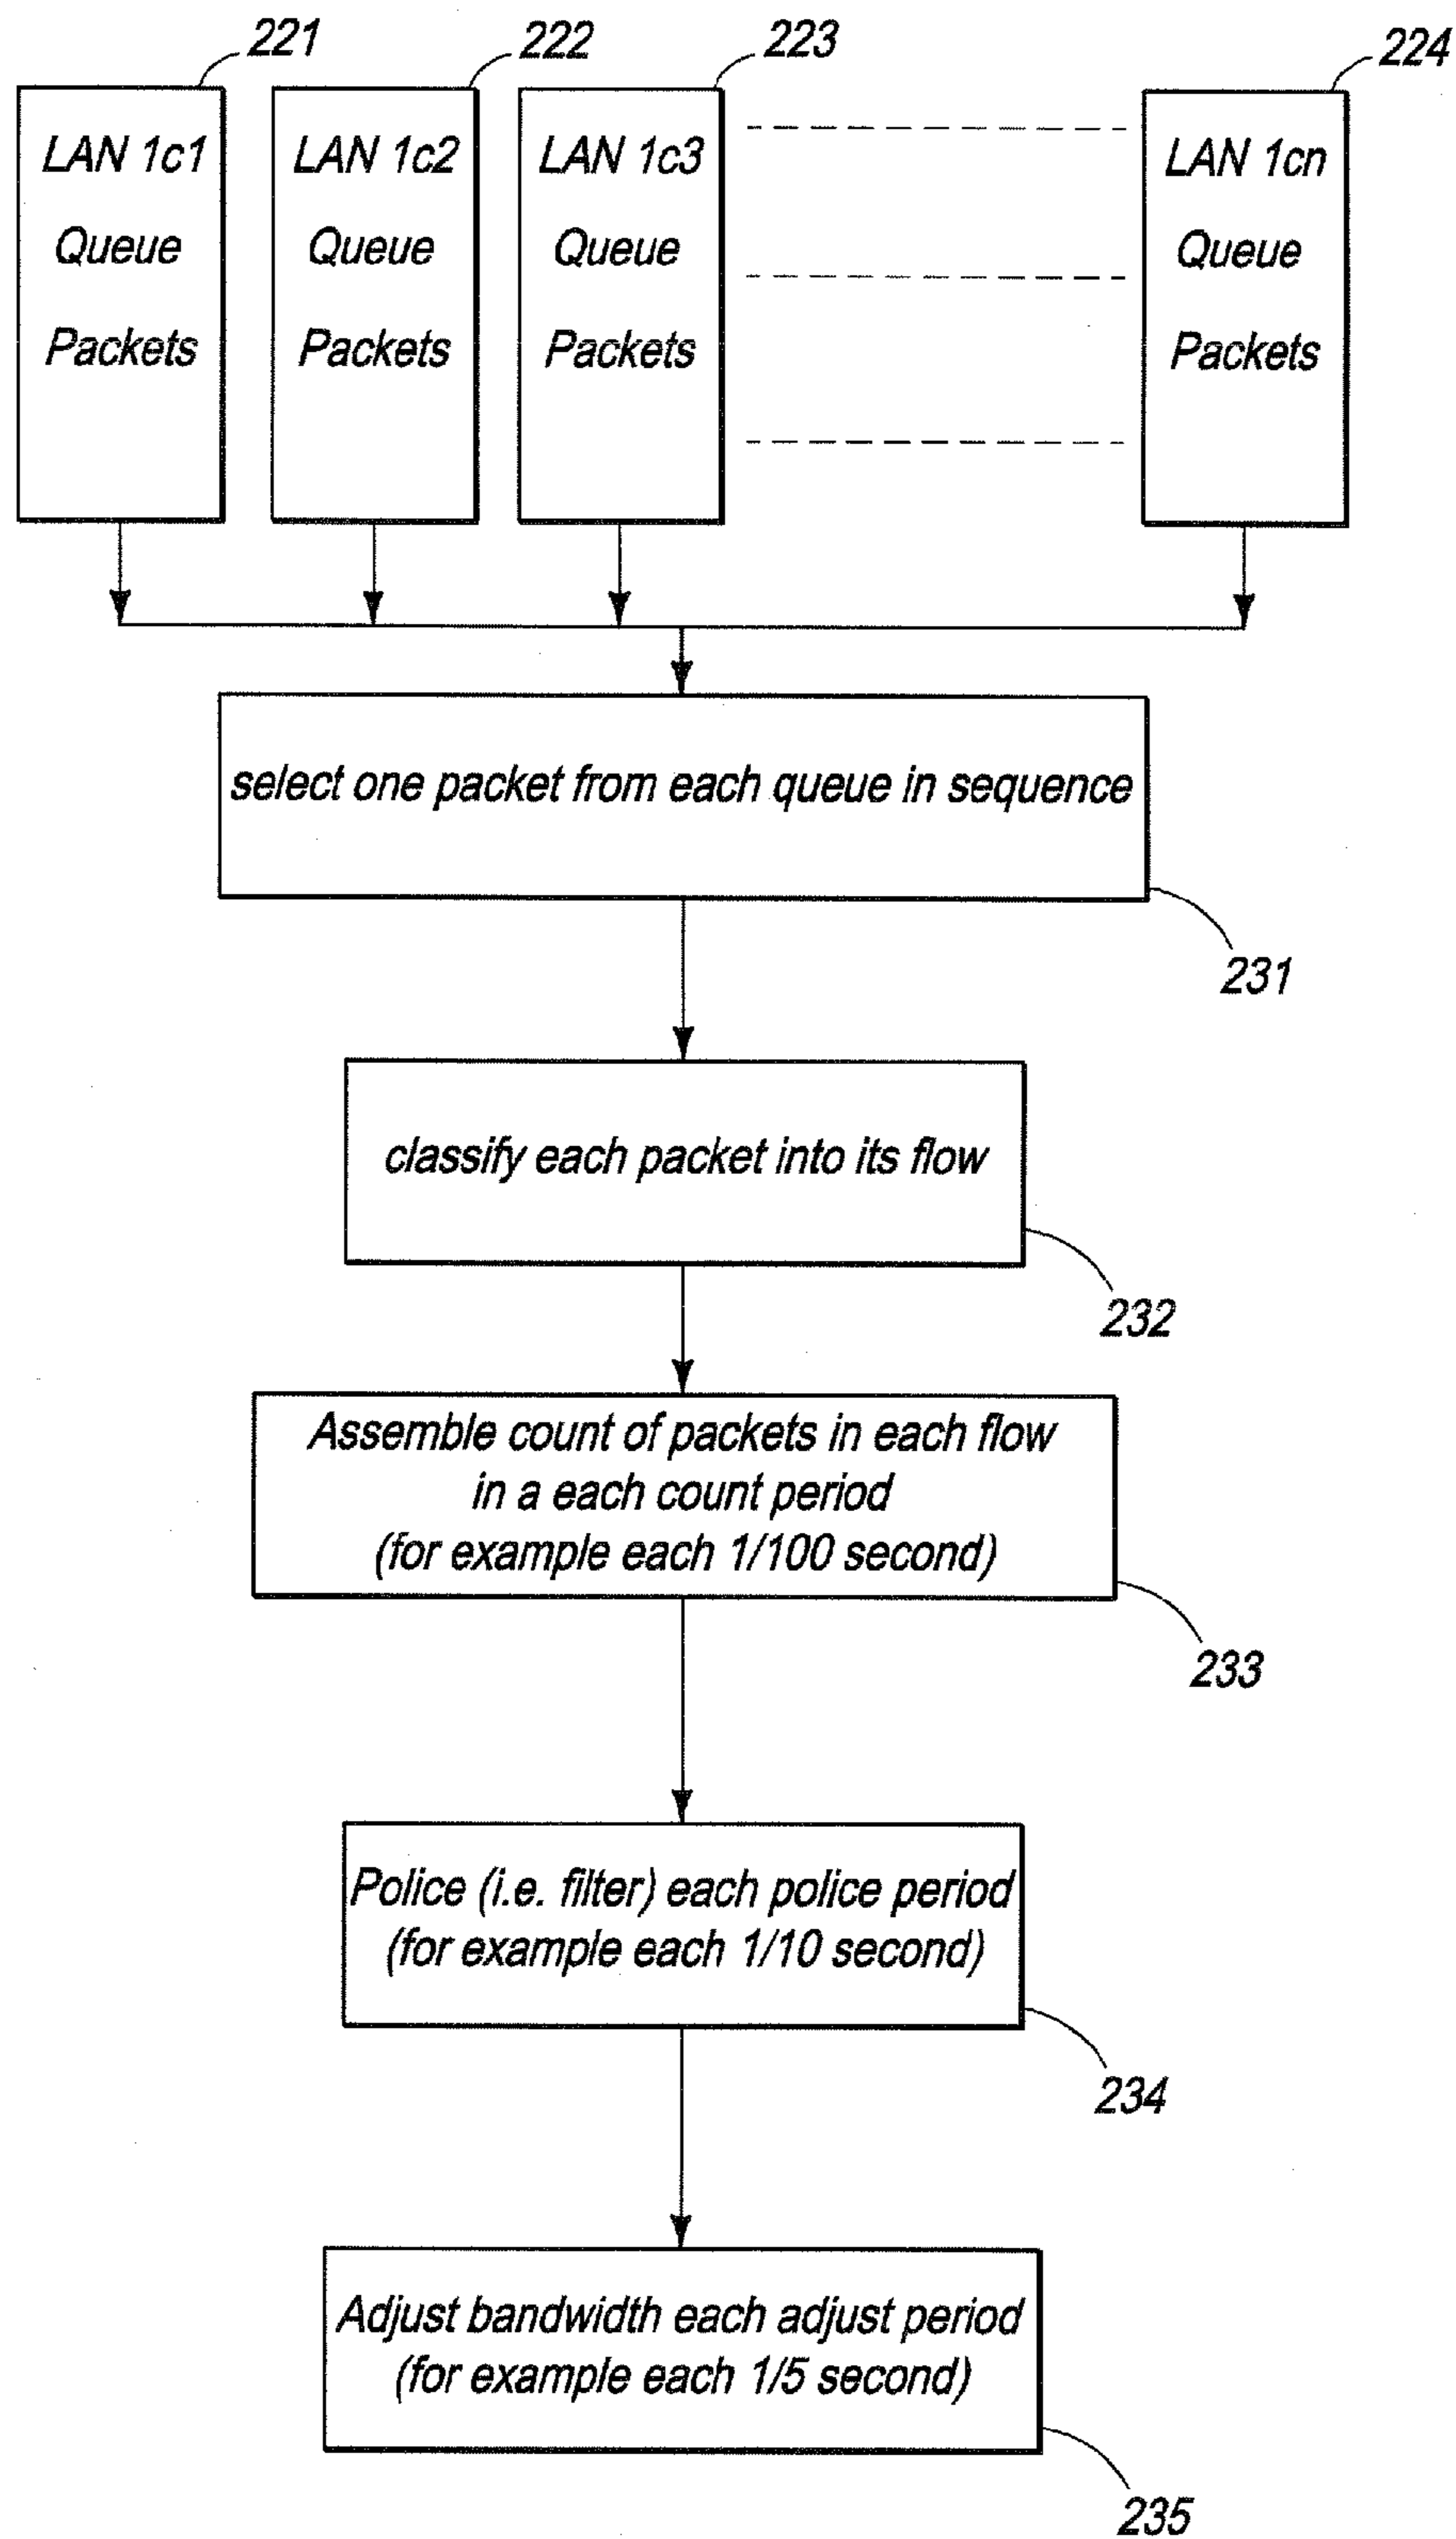 221
222
223
224
LAN 1c1
Queue
Packets
LAN 1c2
Queue
Packets
LAN 1c3
Queue
Packets
LAN 1cn
Queue
Packets
select one packet from each queue in sequence
231
classify each packet into its flow
232
Assemble count of packets in each flow
in a each count period
(for example each 1/100 second)
233
Police (i.e. filter) each police period
(for example each 1/10 second)
234
Adjust bandwidth each adjust period
(for example each 1/5 second)
235